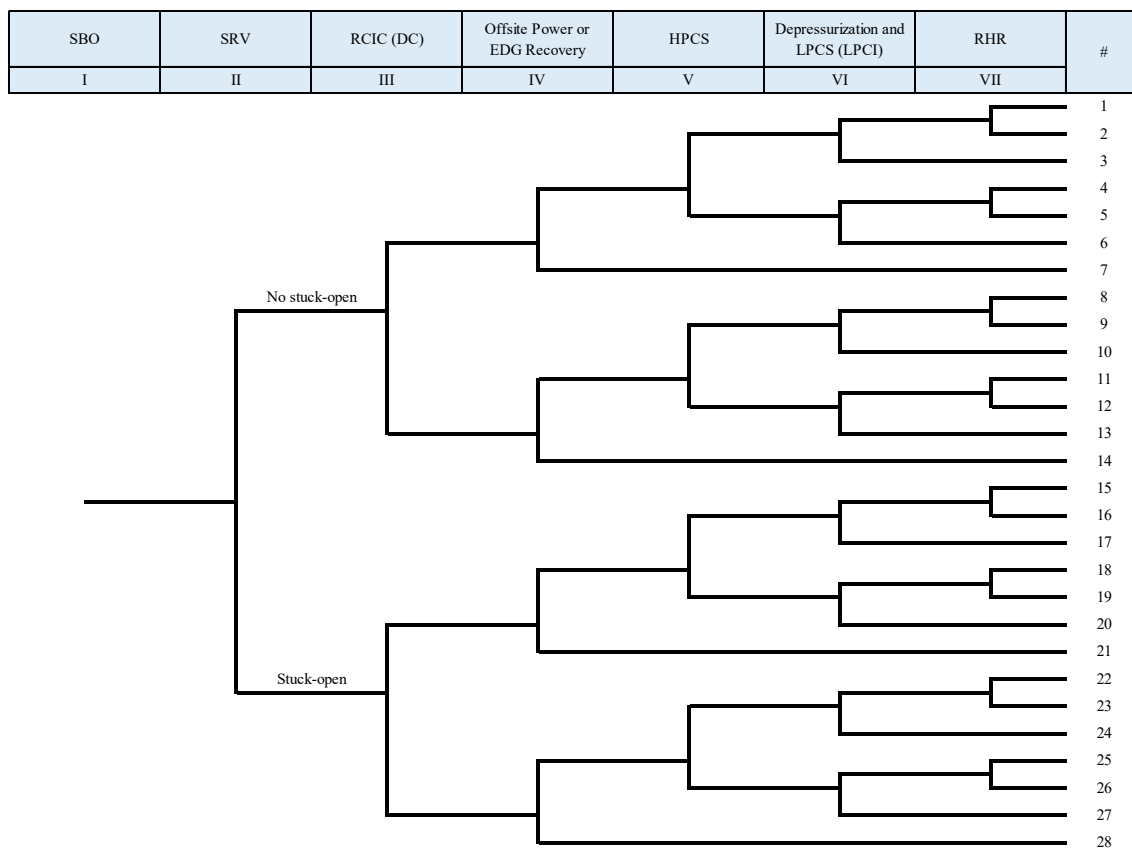 SBO
SRV
RCIC (DC)
Offsite Power or
EDG Recovery
HPCS
Depressurization and
LPCS (LPCI)
RHR
#
I
II
III
IV
V
VI
VII
1
2
3
4
5
6
7
No stuck-open
8
9
10
11
12
13
14
15
16
17
18
19
20
21
Stuck-open
22
23
24
25
26
27
28